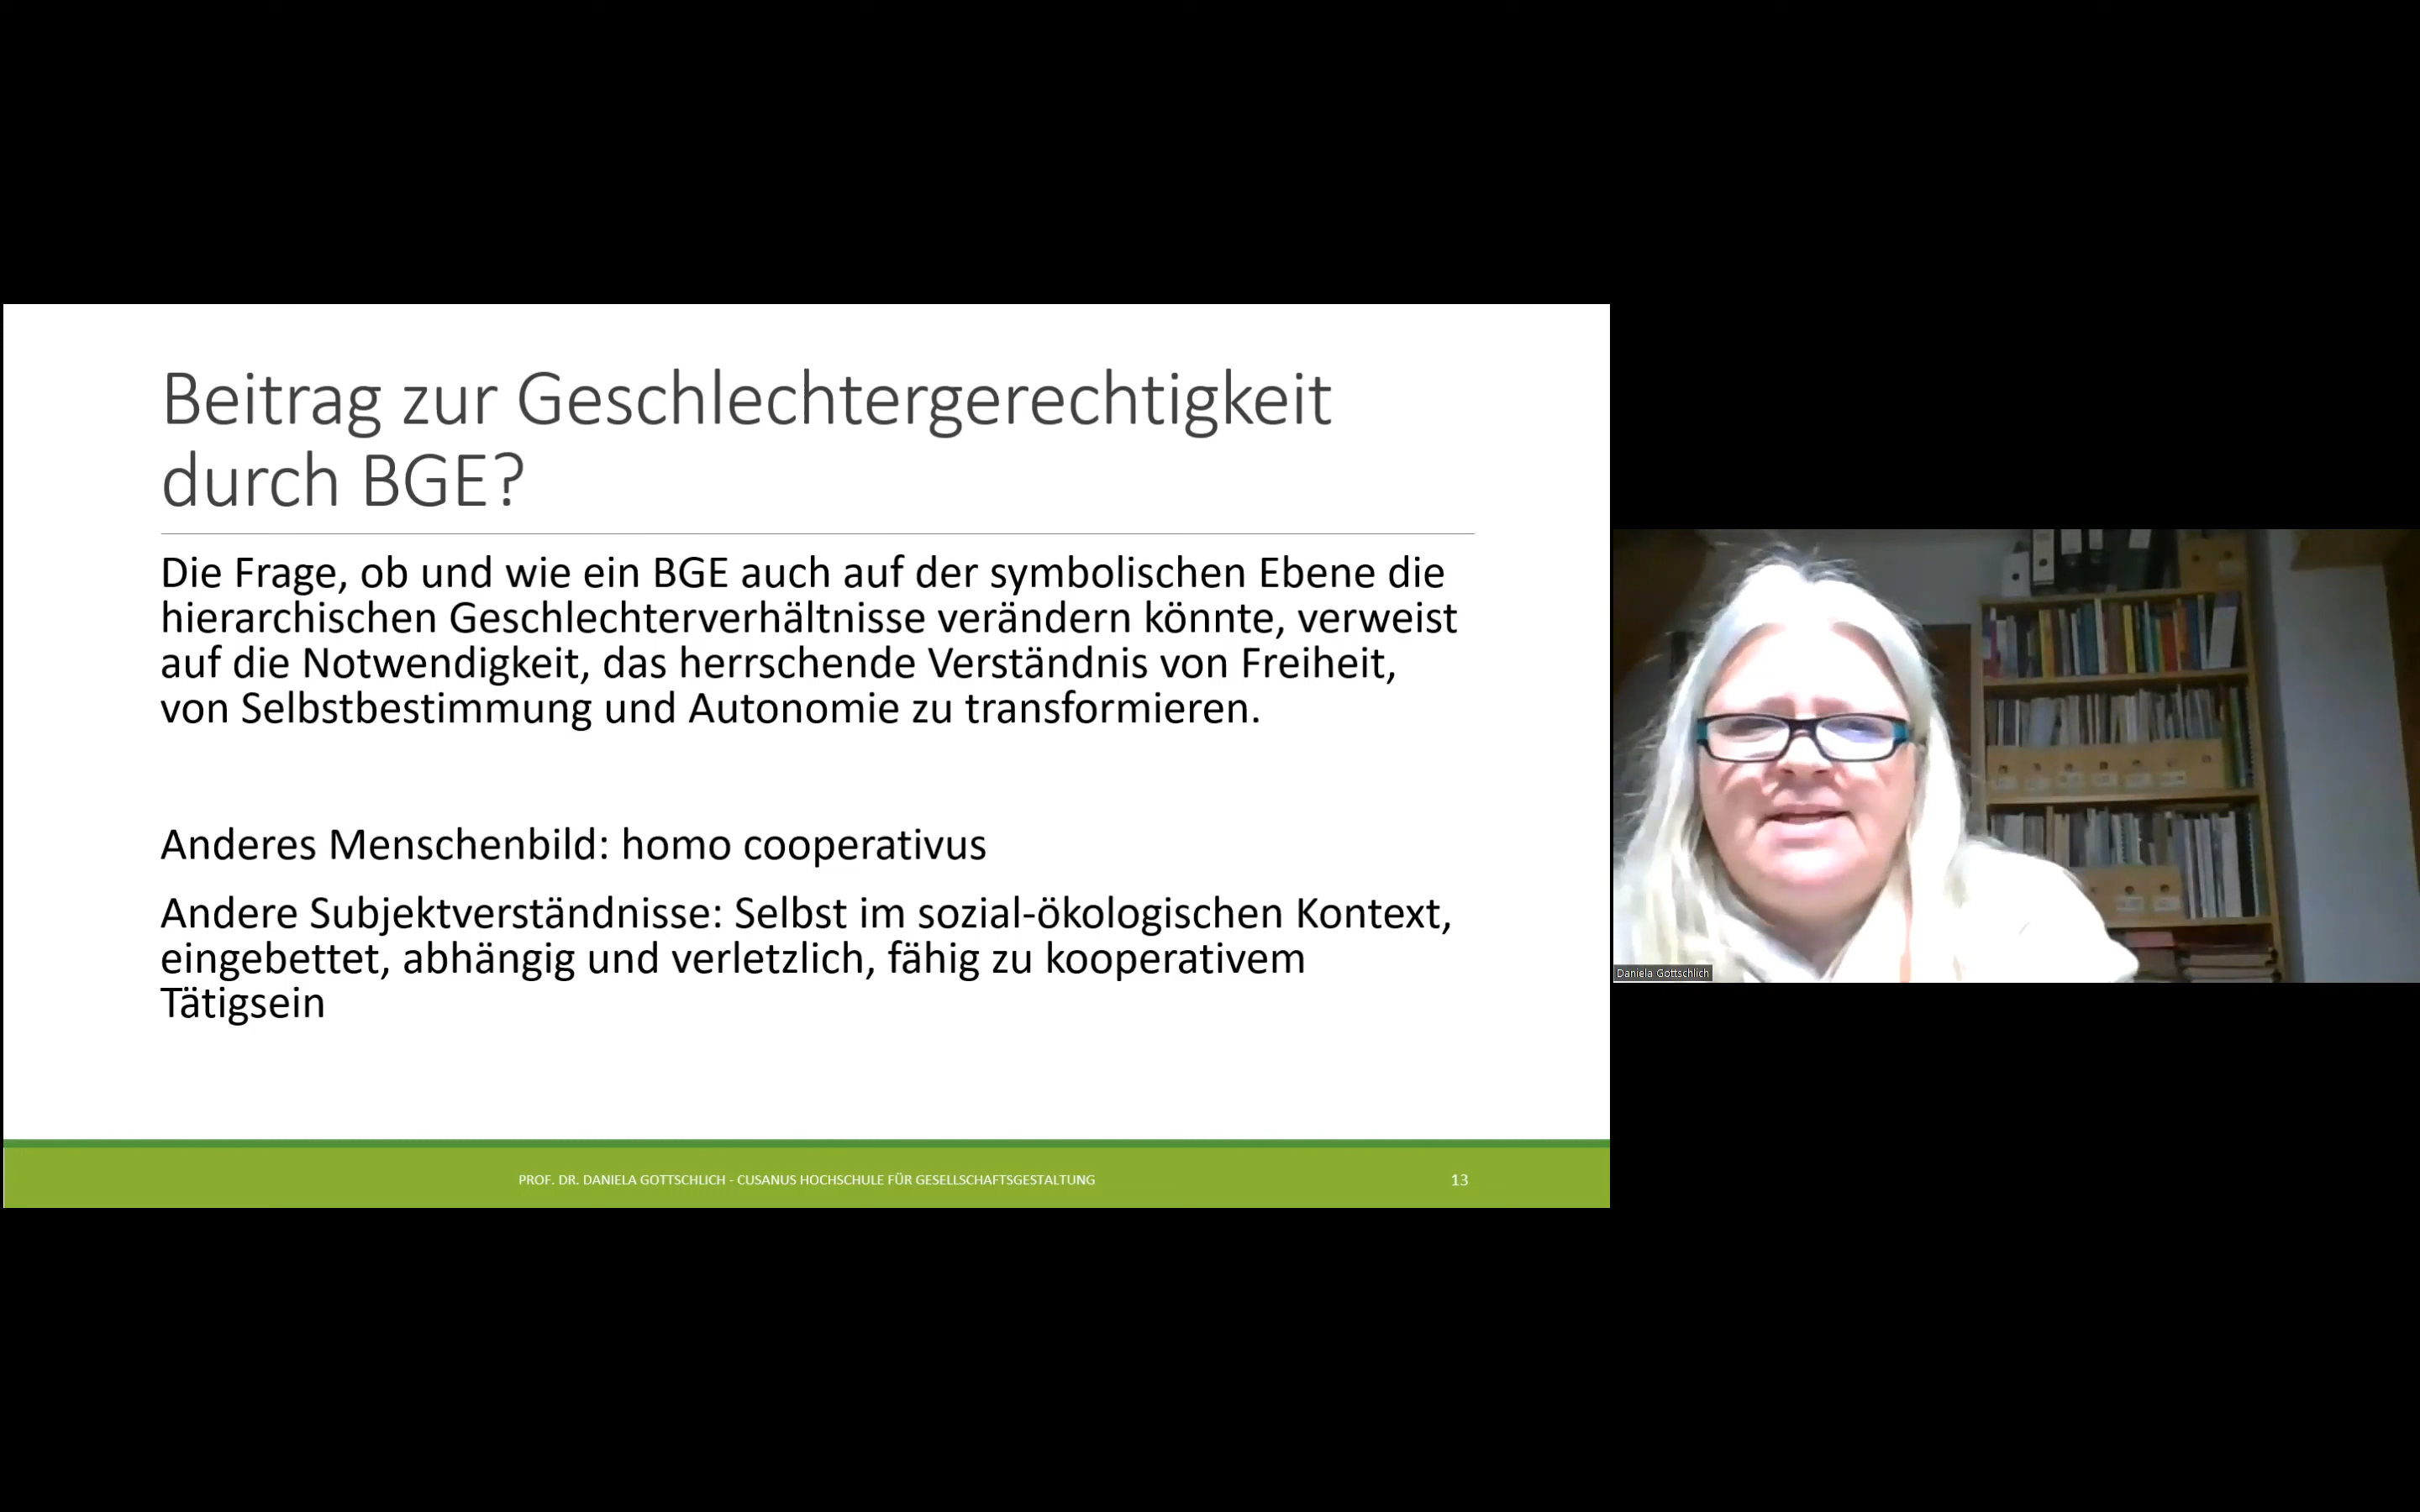 Beitrag zur Geschlechtergerechtigkeit
durch BGE?
Die Frage, ob und wie ein BGE auch auf der symbolischen Ebene die
hierarchischen Geschlechterverhältnisse verändern könnte, verweist
auf die Notwendigkeit, das herrschende Verständnis von Freiheit,
von Selbstbestimmung und Autonomie zu transformieren.
Anderes Menschenbild: homo cooperativus
Andere Subjektverständnisse: Selbst im sozial-ökologischen Kontext,
eingebettet, abhängig und verletzlich, fähig zu kooperativem
Tätigsein
PROF. DR. DANIELA GOTTSCHLICH - CUSANUS HOCHSCHULE FÜR GESELLSCHAFTSGESTALTUNG
13
Daniela Gottschlich